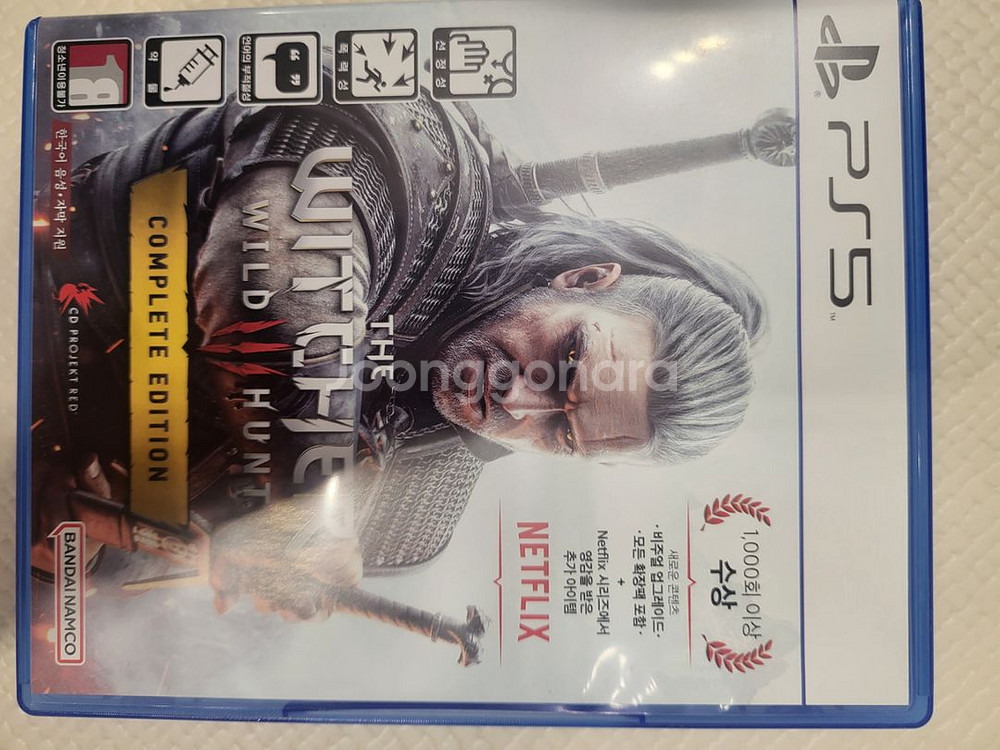 PS5
TM
®
1,000회 이상
수상
새로운 콘텐츠
· 비주얼 업그레이드 ·
· 모든 확장팩 포함 ·
+
NETFLIX
Netflix 시리즈에서
영감을 받은
추가 아이템
THE
WITCHER
WILD HUNT
COMPLETE EDITION
선정성
폭력성
언어의 부적절성
약물
18
청소년이용불가
한국어 음성 · 자막 지원
CD PROJEKT RED
BANDAI NAMCO
joonggonara